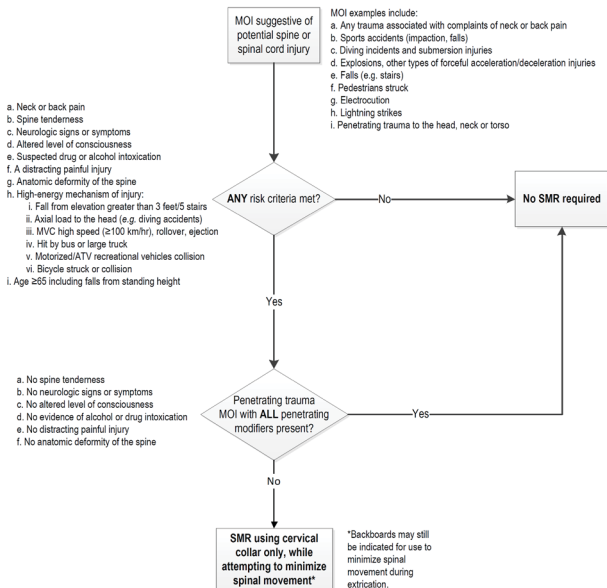 MOI suggestive of
potential spine or
spinal cord injury
MOI examples include:
a. Any trauma associated with complaints of neck or back pain
b. Sports accidents (impaction, falls)
c. Diving incidents and submersion injuries
d. Explosions, other types of forceful acceleration/deceleration injuries
e. Falls (e.g. stairs)
f. Pedestrians struck
g. Electrocution
h. Lightning strikes
i. Penetrating trauma to the head, neck or torso
a. Neck or back pain
b. Spine tenderness
c. Neurologic signs or symptoms
d. Altered level of consciousness
e. Suspected drug or alcohol intoxication
f. A distracting painful injury
g. Anatomic deformity of the spine
h. High-energy mechanism of injury:
i. Fall from elevation greater than 3 feet/5 stairs
ii. Axial load to the head (e.g. diving accidents)
iii. MVC high speed (≥100 km/hr), rollover, ejection
iv. Hit by bus or large truck
v. Motorized/ATV recreational vehicles collision
vi. Bicycle struck or collision
i. Age ≥65 including falls from standing height
ANY risk criteria met?
No
No SMR required
Yes
a. No spine tenderness
b. No neurologic signs or symptoms
c. No altered level of consciousness
d. No evidence of alcohol or drug intoxication
e. No distracting painful injury
f. No anatomic deformity of the spine
Penetrating trauma
MOI with ALL penetrating
modifiers present?
Yes
No
SMR using cervical
collar only, while
attempting to minimize
spinal movement*
*Backboards may still
be indicated for use to
minimize spinal
movement during
extrication.